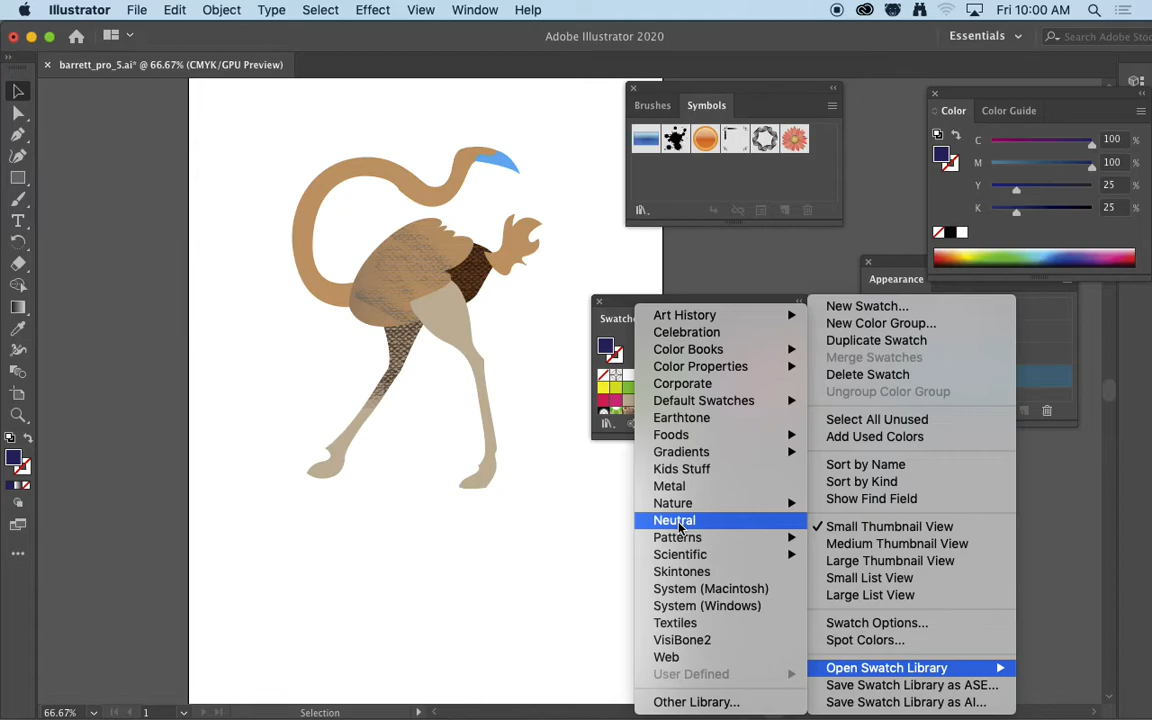 Illustrator File Edit Object Type Select Effect View Window Help Fri 10:00 AM
Adobe Illustrator 2020
Essentials
Search Adobe Stock
× barrett_pro_5.ai* @ 66.67% (CMYK/GPU Preview)
Brushes Symbols
Color Color Guide
C 100 %
M 100 %
Y 25 %
K 25 %
Appearance
Swatches
Art History
Celebration
Color Books
Color Properties
Corporate
Default Swatches
Earthtone
Foods
Gradients
Kids Stuff
Metal
Nature
Neutral
Patterns
Scientific
Skintones
System (Macintosh)
System (Windows)
Textiles
VisiBone2
Web
User Defined
Other Library...
New Swatch...
New Color Group...
Duplicate Swatch
Merge Swatches
Delete Swatch
Ungroup Color Group
Select All Unused
Add Used Colors
Sort by Name
Sort by Kind
Show Find Field
✓ Small Thumbnail View
Medium Thumbnail View
Large Thumbnail View
Small List View
Large List View
Swatch Options...
Spot Colors...
Open Swatch Library
Save Swatch Library as ASE...
Save Swatch Library as AI...
66.67% 1 Selection